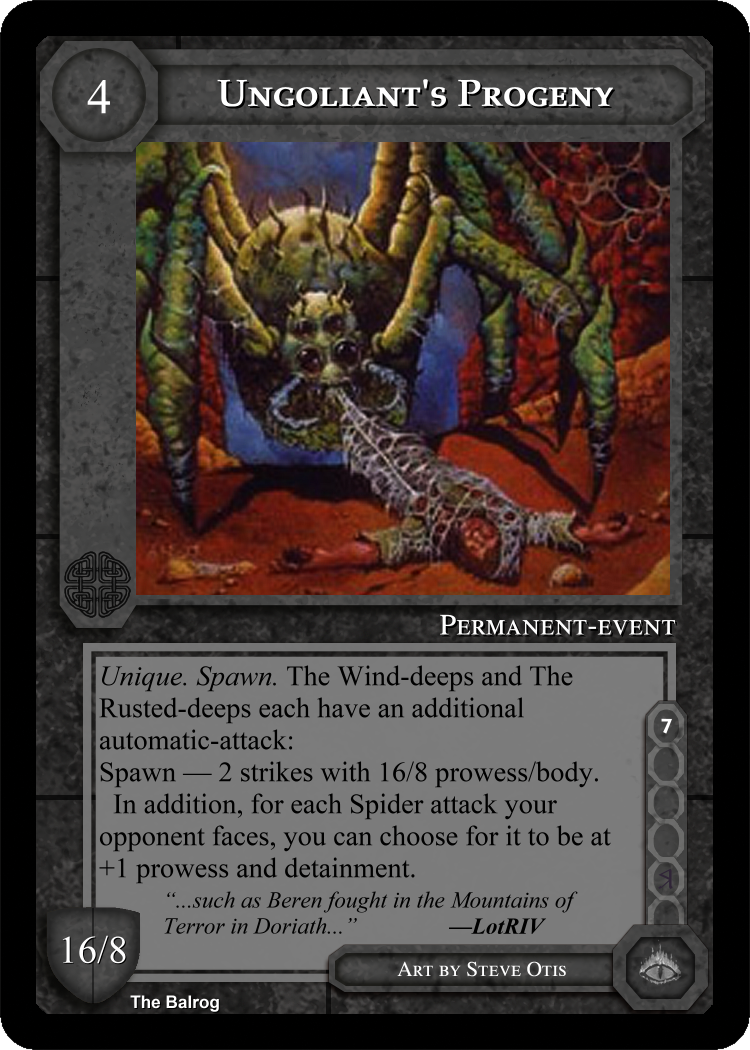 4
Ungoliant's Progeny
Permanent-event
Unique. Spawn. The Wind-deeps and The
Rusted-deeps each have an additional
automatic-attack:
Spawn — 2 strikes with 16/8 prowess/body.
In addition, for each Spider attack your
opponent faces, you can choose for it to be at
+1 prowess and detainment.
“...such as Beren fought in the Mountains of
Terror in Doriath...” —LotRIV
7
16/8
Art by Steve Otis
The Balrog